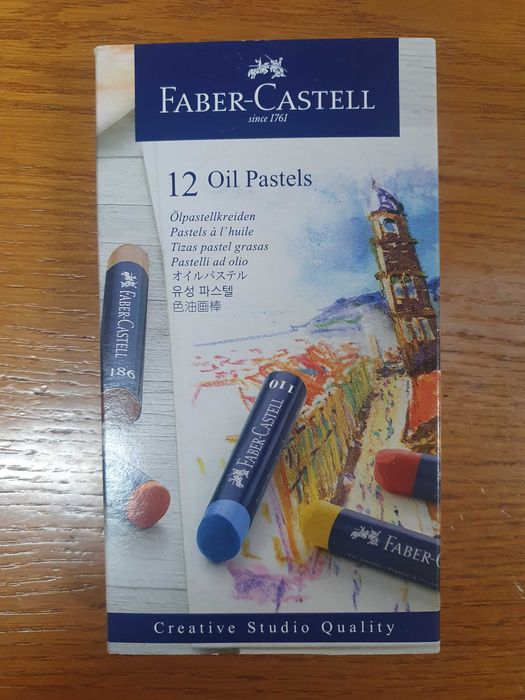 FABER-CASTELL
since 1761
12 Oil Pastels
Ölpastellkreiden
Pastels à l´huile
Tizas pastel grasas
Pastelli ad olio
オイルパステル
유성 파스텔
色油画棒
FABER-CASTELL
186
FABER-CASTELL
110
FABER-CASTELL
Creative Studio Quality